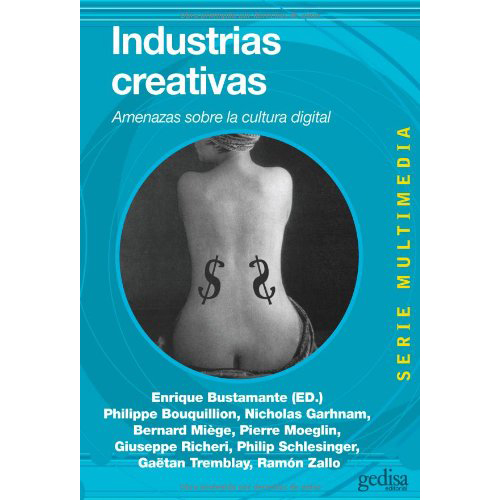 Industrias
creativas
Amenazas sobre la cultura digital
SERIE MULTIMEDIA
$ $
Enrique Bustamante (ED.)
Philippe Bouquillion, Nicholas Garhnam,
Bernard Miège, Pierre Moeglin,
Giuseppe Richeri, Philip Schlesinger,
Gaëtan Tremblay, Ramón Zallo
gedisa
editorial